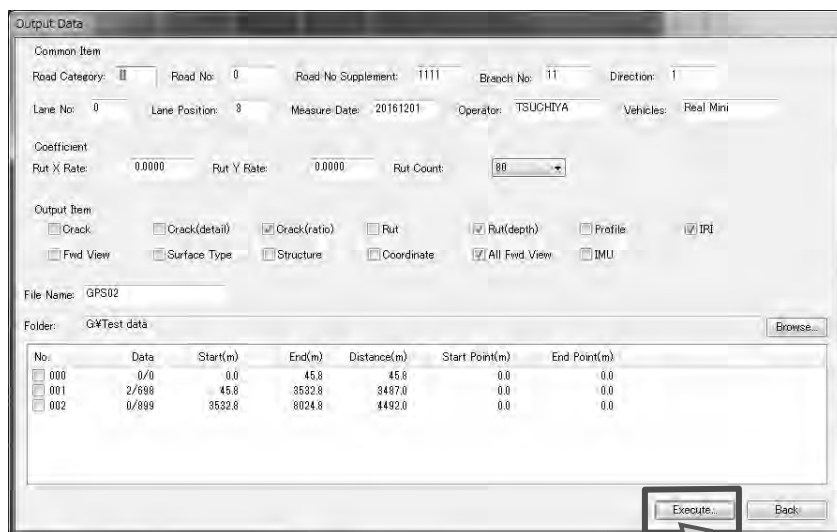 Output Data
Common Item
Road Category: Road No: 0 Road No Supplement: 1111 Branch No: 11 Direction: 1
Lane No: 0 Lane Position: 8 Measure Date: 20161201 Operator: TSUCHIYA Vehicles: Real Mini
Coefficient
Rut X Rate: 0.0000 Rut Y Rate: 0.0000 Rut Count: 80
Output Item
Crack Crack(detail) Crack(ratio) Rut Rut(depth) Profile IRI
Fwd View Surface Type Structure Coordinate All Fwd View IMU
File Name: GPS02
Folder: G:¥Test data Browse...
No. Data Start(m) End(m) Distance(m) Start Point(m) End Point(m)
000 0/0 0.0 45.8 45.8 0.0 0.0
001 2/698 45.8 3532.8 3487.0 0.0 0.0
002 0/899 3532.8 8024.8 4492.0 0.0 0.0
Execute... Back